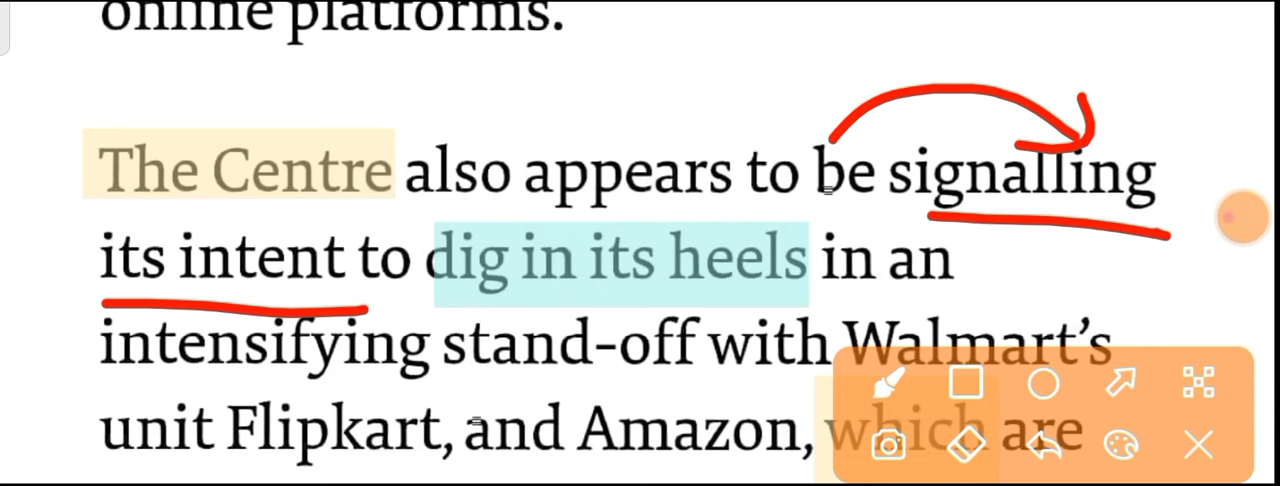 online platforms.
The Centre also appears to be signalling
its intent to dig in its heels in an
intensifying stand-off with Walmart’s
unit Flipkart, and Amazon, which are